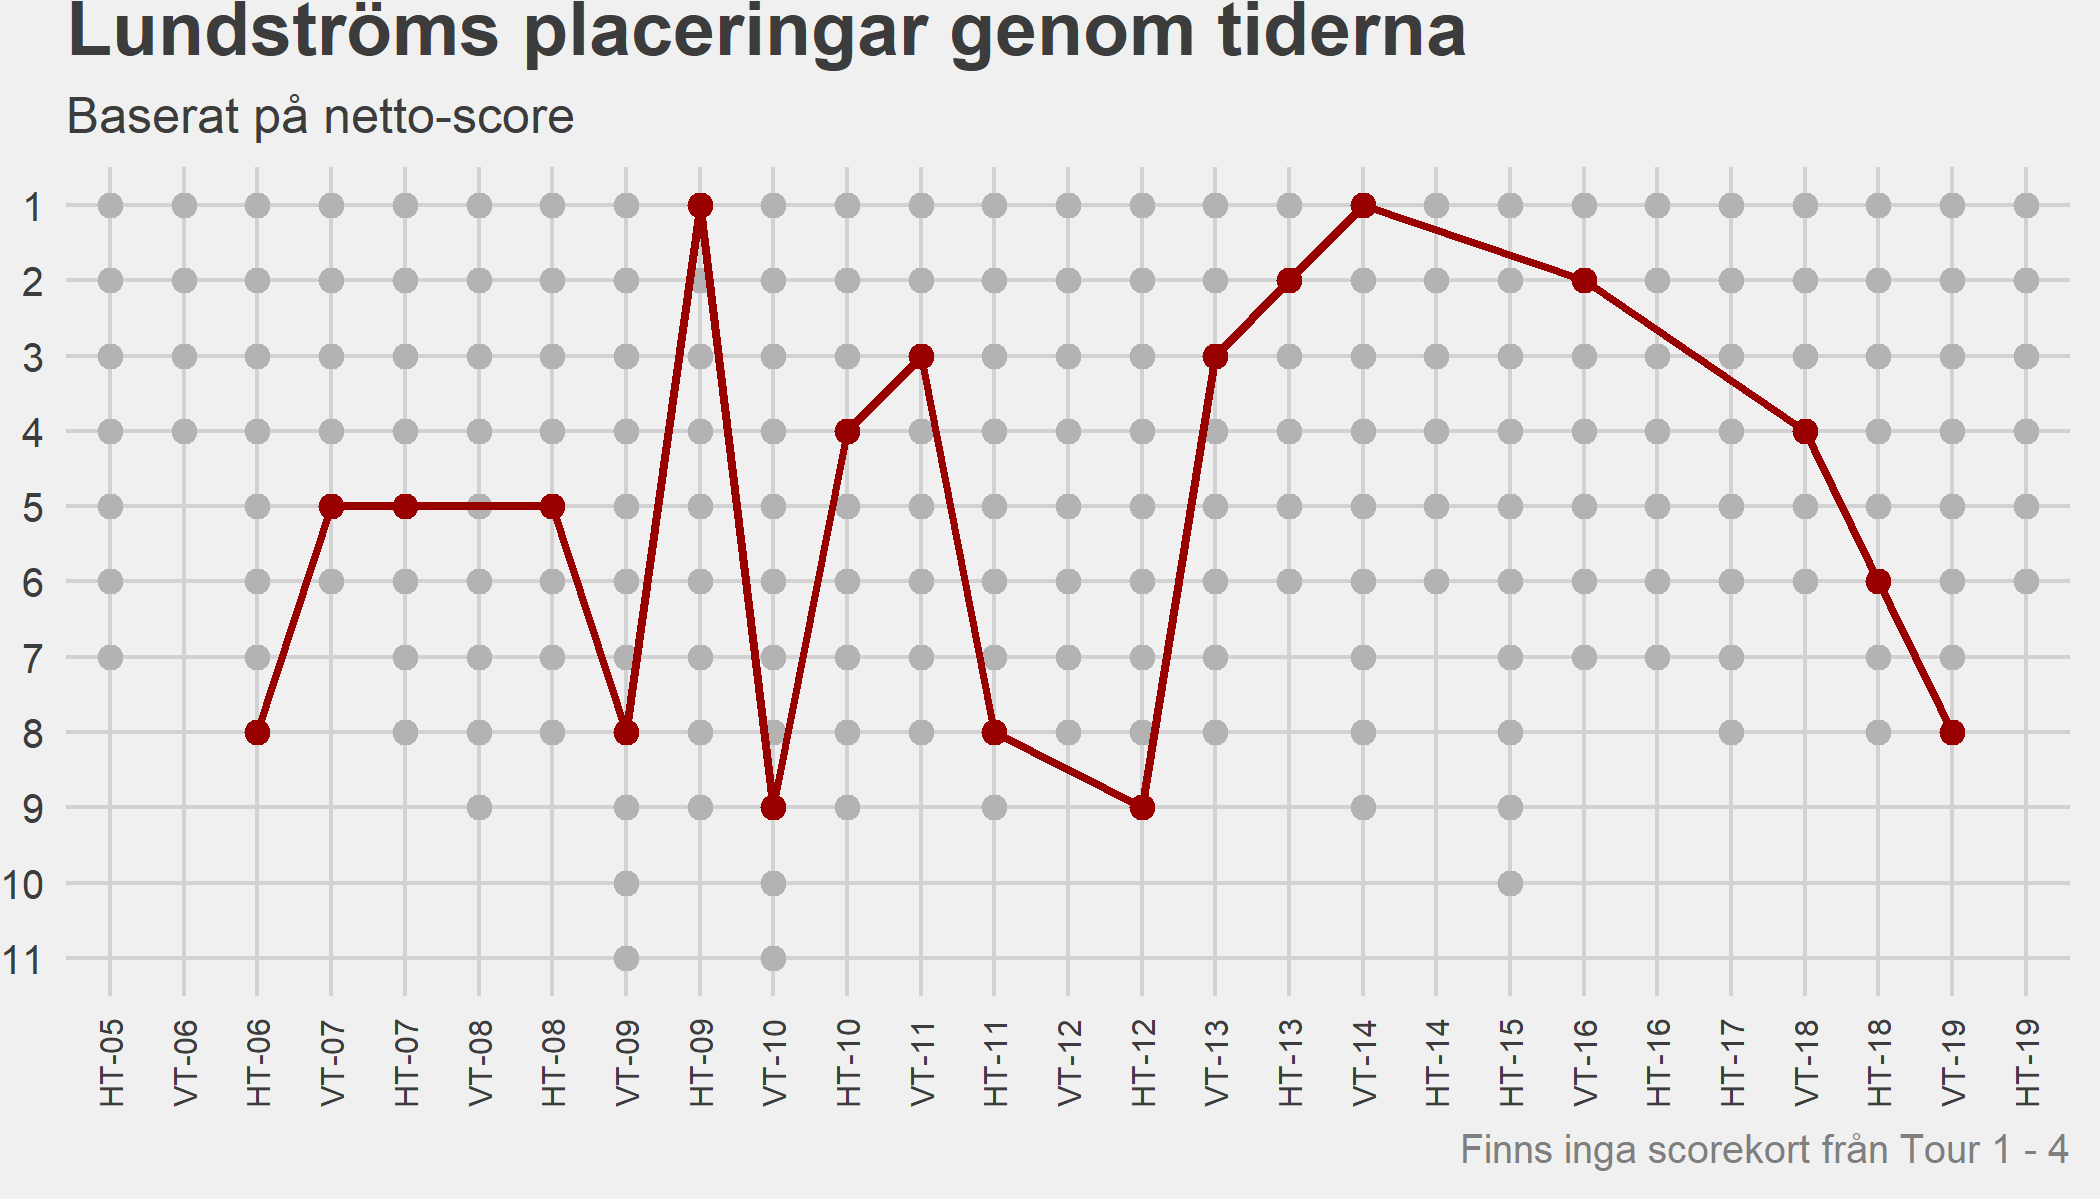 Lundströms placeringar genom tiderna
Baserat på netto-score
1
2
3
4
5
6
7
8
9
10
11
HT-05
VT-06
HT-06
VT-07
HT-07
VT-08
HT-08
VT-09
HT-09
VT-10
HT-10
VT-11
HT-11
VT-12
HT-12
VT-13
HT-13
VT-14
HT-14
HT-15
VT-16
HT-16
HT-17
VT-18
HT-18
VT-19
HT-19
Finns inga scorekort från Tour 1 - 4